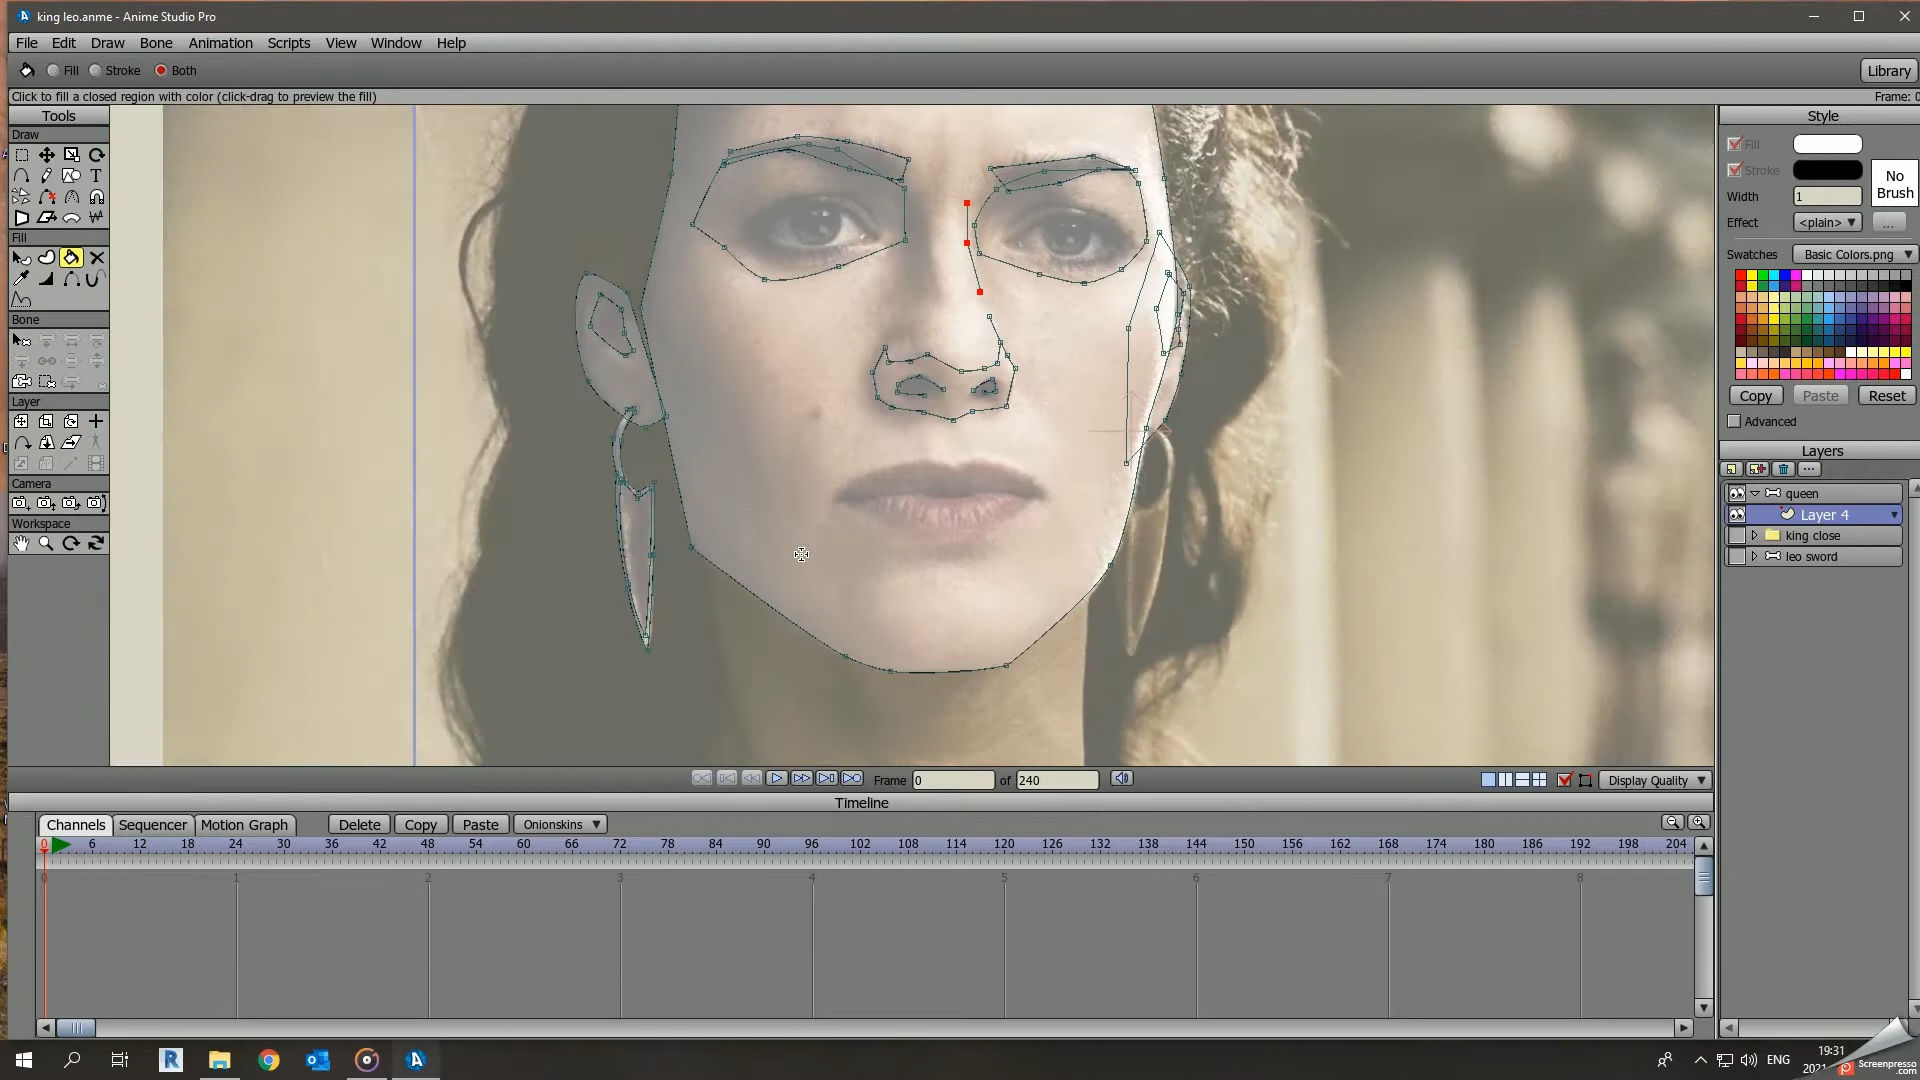 king leo.anme - Anime Studio Pro
File Edit Draw Bone Animation Scripts View Window Help
Fill Stroke Both Library
Click to fill a closed region with color (click-drag to preview the fill) Frame: 0
Tools
Draw
T
Fill
Bone
Layer
Camera
Workspace
Style
Fill
Stroke
No Brush
Width 1
Effect <plain> ...
Swatches Basic Colors.png
Copy Paste Reset
Advanced
Layers
queen
Layer 4
king close
leo sword
Frame 0 of 240 Display Quality
Timeline
Channels Sequencer Motion Graph Delete Copy Paste Onionskins
0 6 12 18 24 30 36 42 48 54 60 66 72 78 84 90 96 102 108 114 120 126 132 138 144 150 156 162 168 174 180 186 192 198 204
0 1 2 3 4 5 6 7 8
ENG 19:31
Screenpresso
.com